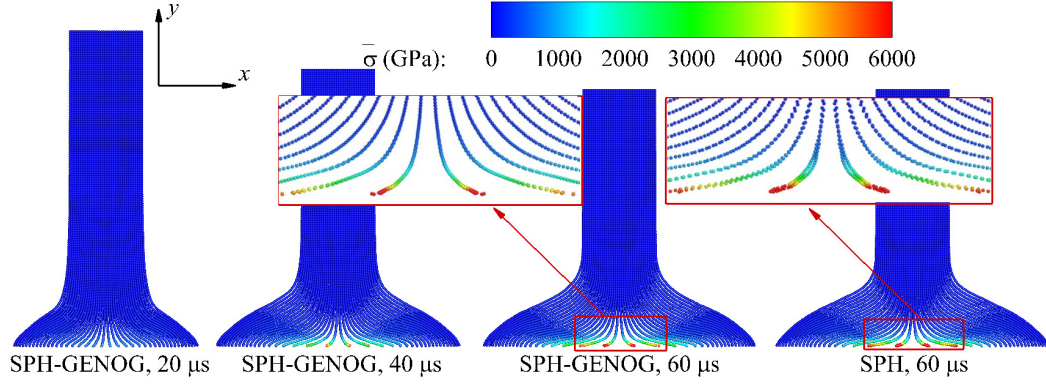 y
x
σ̅ (GPa):
0 1000 2000 3000 4000 5000 6000
SPH-GENOG, 20 μs
SPH-GENOG, 40 μs
SPH-GENOG, 60 μs
SPH, 60 μs